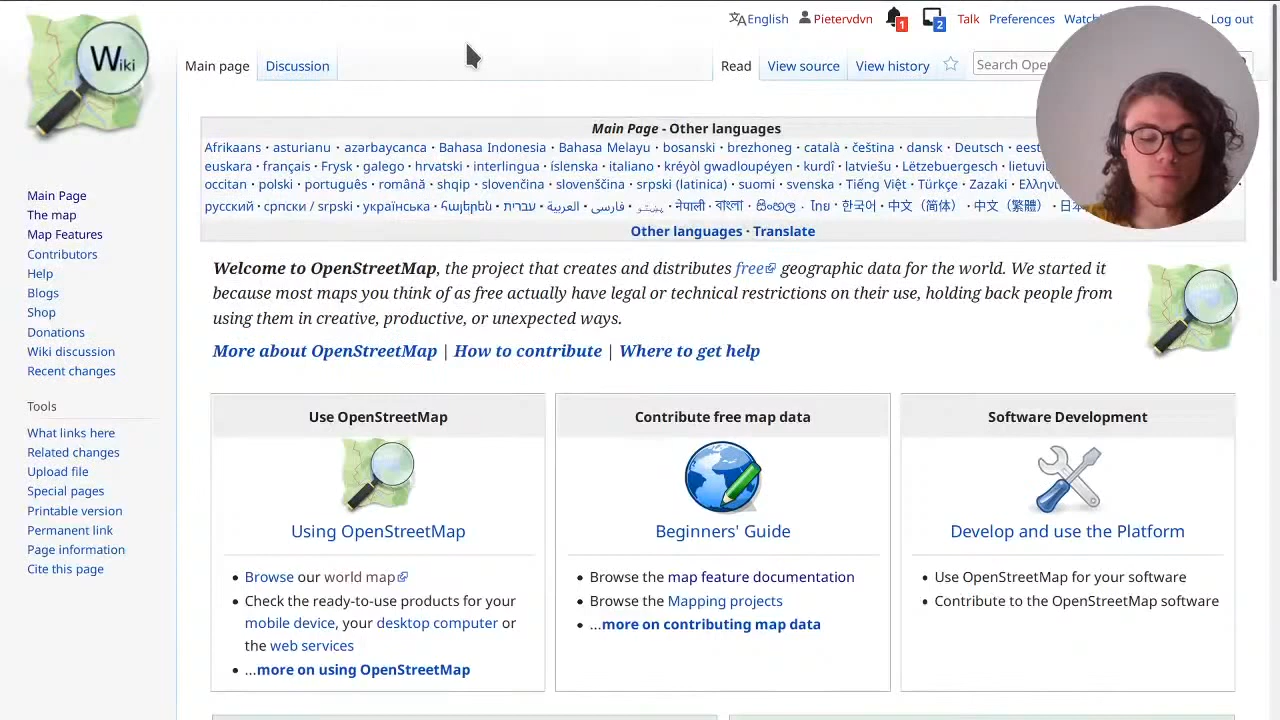 Wiki
English Pietervdvn 1 2 Talk Preferences Log out
Main page Discussion Read View source View history
Main Page - Other languages
Afrikaans · asturianu · azərbaycanca · Bahasa Indonesia · Bahasa Melayu · bosanski · brezhoneg · català · čeština · dansk · Deutsch
euskara · français · Frysk · galego · hrvatski · interlingua · íslenska · italiano · kréyòl gwadloupéyen · kurdî · latviešu · Lëtzebuergesch
occitan · polski · português · română · shqip · slovenčina · slovenščina · srpski (latinica) · suomi · svenska · Tiếng Việt · Türkçe · Zazaki
русский · српски / srpski · українська · հայերեն · עברית · العربية · فارسی · پښتو · नेपाली · বাংলা · සිංහල · ไทย · 한국어 · 中文（简体） · 中文（繁體）
Other languages · Translate
Main Page
The map
Map Features
Contributors
Help
Blogs
Shop
Donations
Wiki discussion
Recent changes
Tools
What links here
Related changes
Upload file
Special pages
Printable version
Permanent link
Page information
Cite this page
Welcome to OpenStreetMap, the project that creates and distributes free geographic data for the world. We started it
because most maps you think of as free actually have legal or technical restrictions on their use, holding back people from
using them in creative, productive, or unexpected ways.
More about OpenStreetMap | How to contribute | Where to get help
Use OpenStreetMap
Using OpenStreetMap
• Browse our world map
• Check the ready-to-use products for your
mobile device, your desktop computer or
the web services
• ...more on using OpenStreetMap
Contribute free map data
Beginners' Guide
• Browse the map feature documentation
• Browse the Mapping projects
• ...more on contributing map data
Software Development
Develop and use the Platform
• Use OpenStreetMap for your software
• Contribute to the OpenStreetMap software